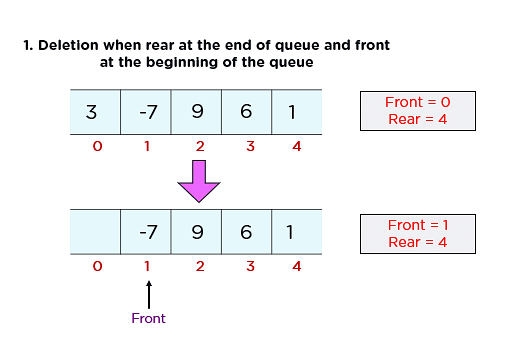 1. Deletion when rear at the end of queue and front
at the beginning of the queue
3 -7 9 6 1
0 1 2 3 4
Front = 0
Rear = 4
-7 9 6 1
0 1 2 3 4
Front = 1
Rear = 4
Front